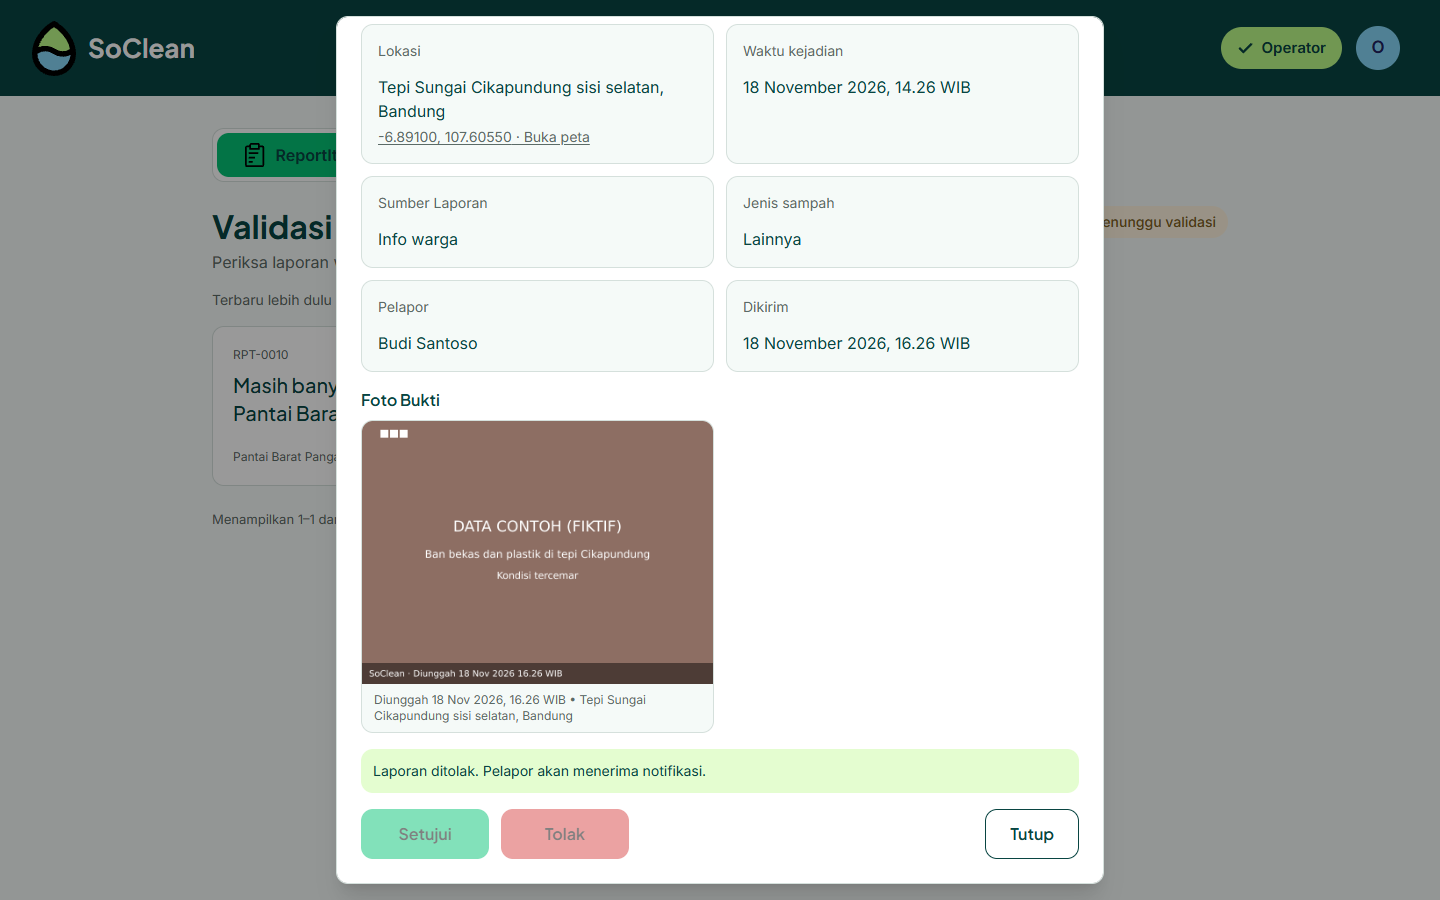 SoClean
Operator
O
ReportIt
Validasi
enunggu validasi
Periksa laporan
Terbaru lebih dulu
RPT-0010
Masih bany
Pantai Bara
Pantai Barat Panga
Menampilkan 1–1 dar
Lokasi
Tepi Sungai Cikapundung sisi selatan,
Bandung
-6.89100, 107.60550 · Buka peta
Waktu kejadian
18 November 2026, 14.26 WIB
Sumber Laporan
Info warga
Jenis sampah
Lainnya
Pelapor
Budi Santoso
Dikirim
18 November 2026, 16.26 WIB
Foto Bukti
DATA CONTOH (FIKTIF)
Ban bekas dan plastik di tepi Cikapundung
Kondisi tercemar
SoClean · Diunggah 18 Nov 2026 16.26 WIB
Diunggah 18 Nov 2026, 16.26 WIB • Tepi Sungai
Cikapundung sisi selatan, Bandung
Laporan ditolak. Pelapor akan menerima notifikasi.
Setujui
Tolak
Tutup